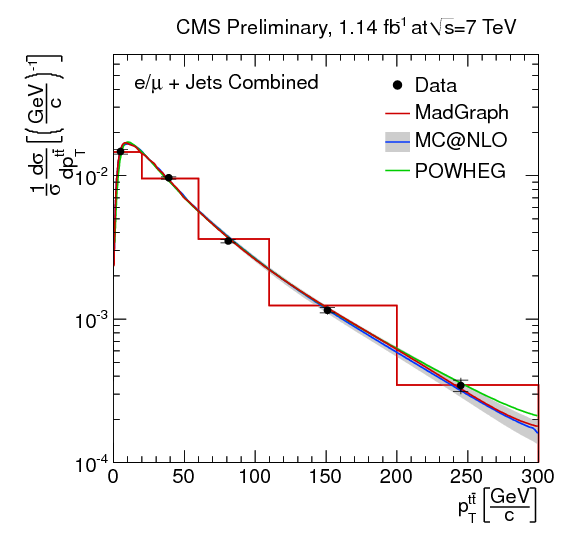 CMS Preliminary, 1.14 fb⁻¹ at √s=7 TeV
e/μ + Jets Combined
Data
MadGraph
MC@NLO
POWHEG
1/σ dσ/dp_T^{tt̄} [(GeV/c)⁻¹]
10⁻²
10⁻³
10⁻⁴
0 50 100 150 200 250 300
p_T^{tt̄} [GeV/c]